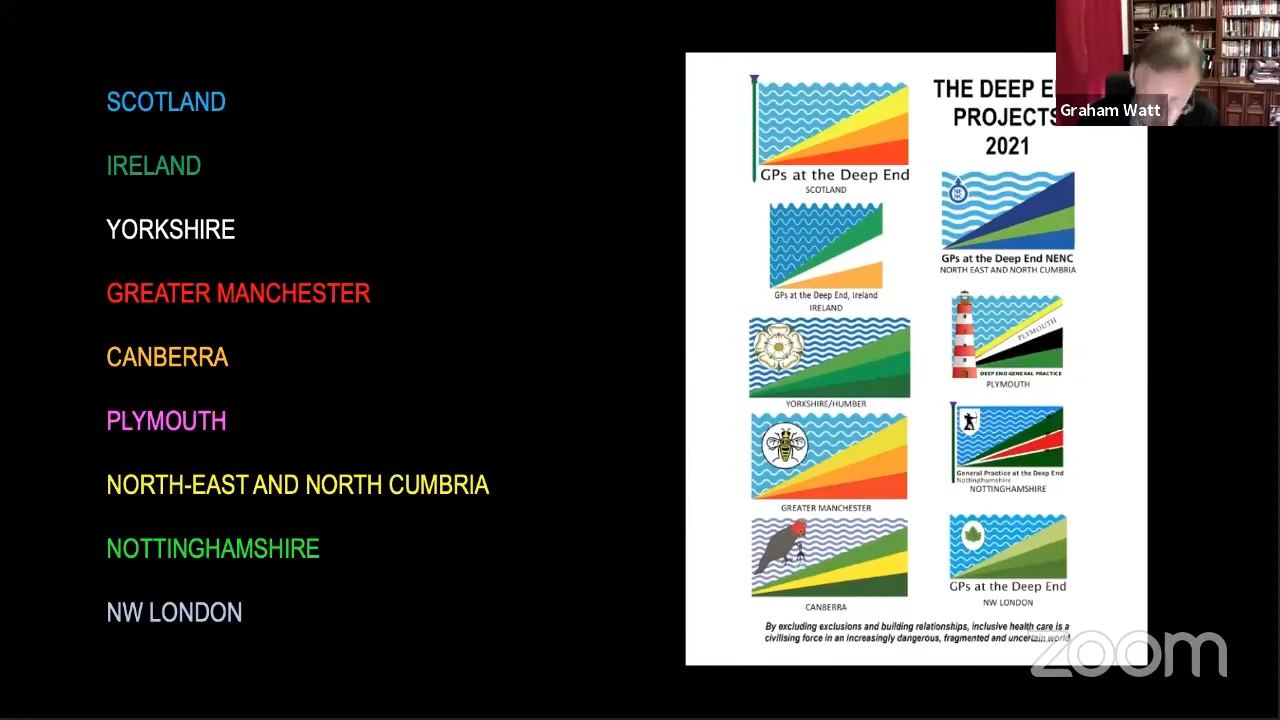 SCOTLAND
IRELAND
YORKSHIRE
GREATER MANCHESTER
CANBERRA
PLYMOUTH
NORTH-EAST AND NORTH CUMBRIA
NOTTINGHAMSHIRE
NW LONDON
GPs at the Deep End
SCOTLAND
GPs at the Deep End, Ireland
IRELAND
YORKSHIRE/HUMBER
GREATER MANCHESTER
CANBERRA
THE DEEP
PROJECTS
2021
NE
NC
GPs at the Deep End NENC
NORTH EAST AND NORTH CUMBRIA
PLYMOUTH
DEEP END GENERAL PRACTICE
PLYMOUTH
General Practice at the Deep End
Nottinghamshire
NOTTINGHAMSHIRE
GPs at the Deep End
NW LONDON
By excluding exclusions and building relationships, inclusive health care is a
civilising force in an increasingly dangerous, fragmented and uncertain world
Graham Watt
zoom